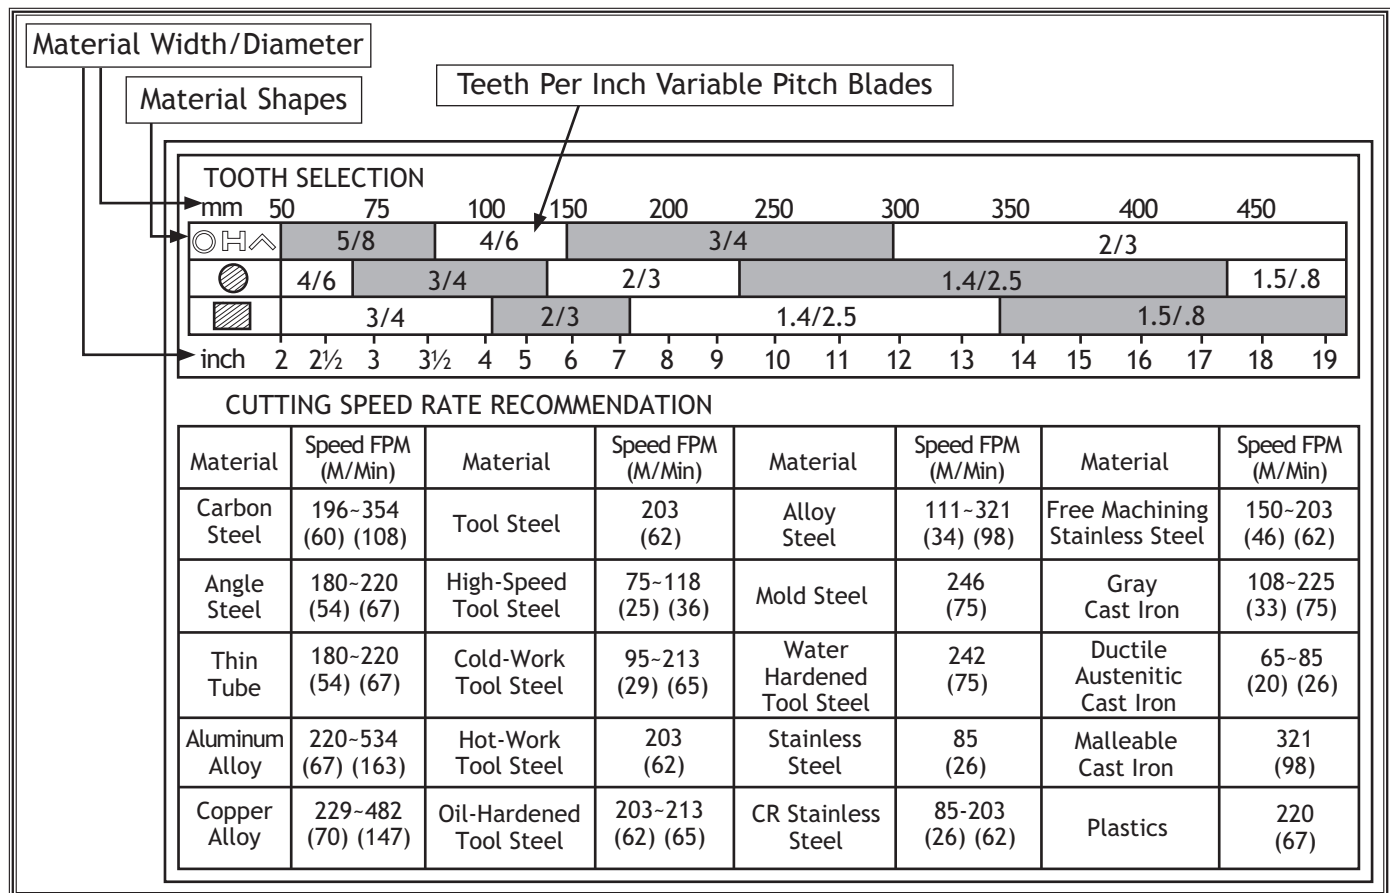 Material Width/Diameter
Material Shapes
Teeth Per Inch Variable Pitch Blades
TOOTH SELECTION
mm 50 75 100 150 200 250 300 350 400 450
5/8 4/6 3/4 2/3
4/6 3/4 2/3 1.4/2.5 1.5/.8
3/4 2/3 1.4/2.5 1.5/.8
inch 2 2½ 3 3½ 4 5 6 7 8 9 10 11 12 13 14 15 16 17 18 19
CUTTING SPEED RATE RECOMMENDATION
Material Speed FPM (M/Min) Material Speed FPM (M/Min) Material Speed FPM (M/Min) Material Speed FPM (M/Min)
Carbon Steel 196~354 (60) (108) Tool Steel 203 (62) Alloy Steel 111~321 (34) (98) Free Machining Stainless Steel 150~203 (46) (62)
Angle Steel 180~220 (54) (67) High-Speed Tool Steel 75~118 (25) (36) Mold Steel 246 (75) Gray Cast Iron 108~225 (33) (75)
Thin Tube 180~220 (54) (67) Cold-Work Tool Steel 95~213 (29) (65) Water Hardened Tool Steel 242 (75) Ductile Austenitic Cast Iron 65~85 (20) (26)
Aluminum Alloy 220~534 (67) (163) Hot-Work Tool Steel 203 (62) Stainless Steel 85 (26) Malleable Cast Iron 321 (98)
Copper Alloy 229~482 (70) (147) Oil-Hardened Tool Steel 203~213 (62) (65) CR Stainless Steel 85-203 (26) (62) Plastics 220 (67)